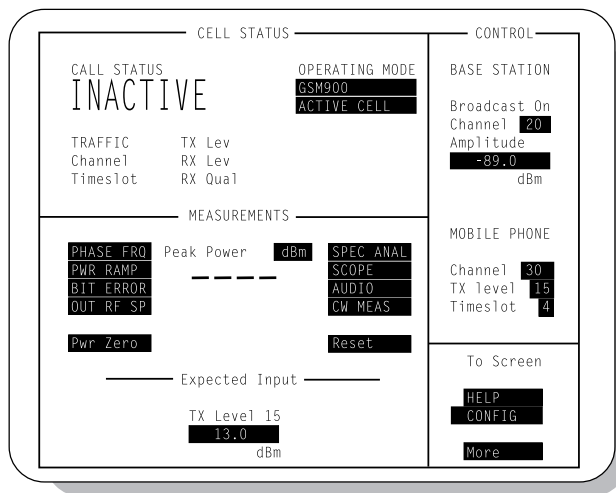 CELL STATUS
CALL STATUS
INACTIVE
OPERATING MODE
GSM900
ACTIVE CELL
TRAFFIC TX Lev
Channel RX Lev
Timeslot RX Qual
MEASUREMENTS
PHASE FRQ
PWR RAMP
BIT ERROR
OUT RF SP
Pwr Zero
Peak Power dBm
– – – –
SPEC ANAL
SCOPE
AUDIO
CW MEAS
Reset
Expected Input
TX Level 15
13.0
dBm
CONTROL
BASE STATION
Broadcast On
Channel 20
Amplitude
-89.0
dBm
MOBILE PHONE
Channel 30
TX level 15
Timeslot 4
To Screen
HELP
CONFIG
More